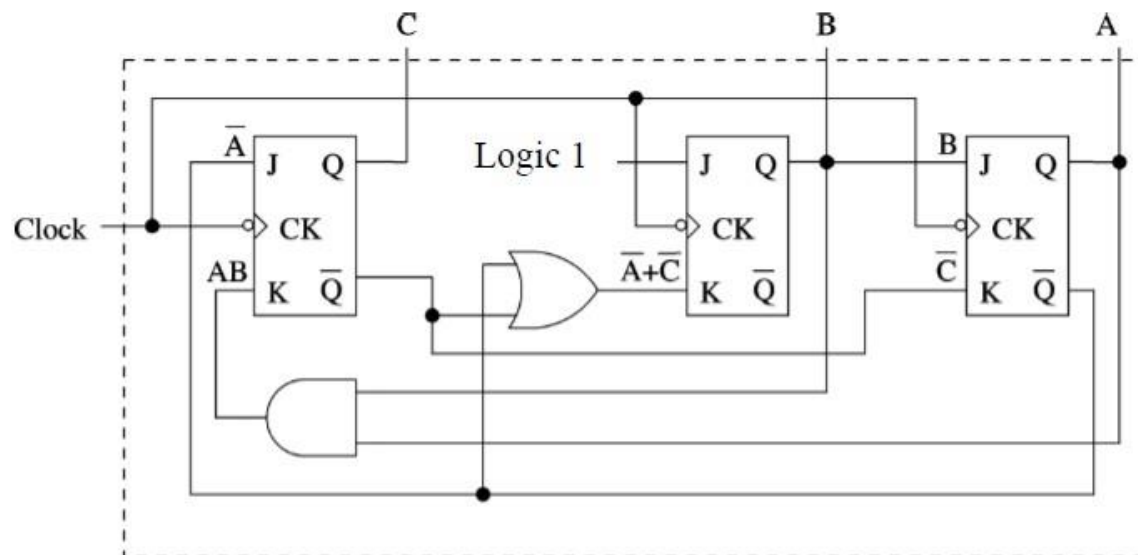 C B A
A̅ J Q Logic 1 J Q B J Q
Clock CK CK CK
AB K Q̅ A̅+C̅ K Q̅ C̅ K Q̅